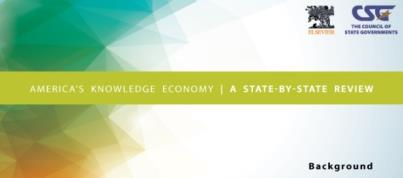 ELSEVIER
CSG
THE COUNCIL OF
STATE GOVERNMENTS
AMERICA'S KNOWLEDGE ECONOMY | A STATE-BY-STATE REVIEW
Background